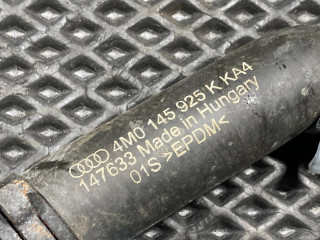 4M0 145 925 K KA4
147633 Made in Hungary
01S >EPDM<